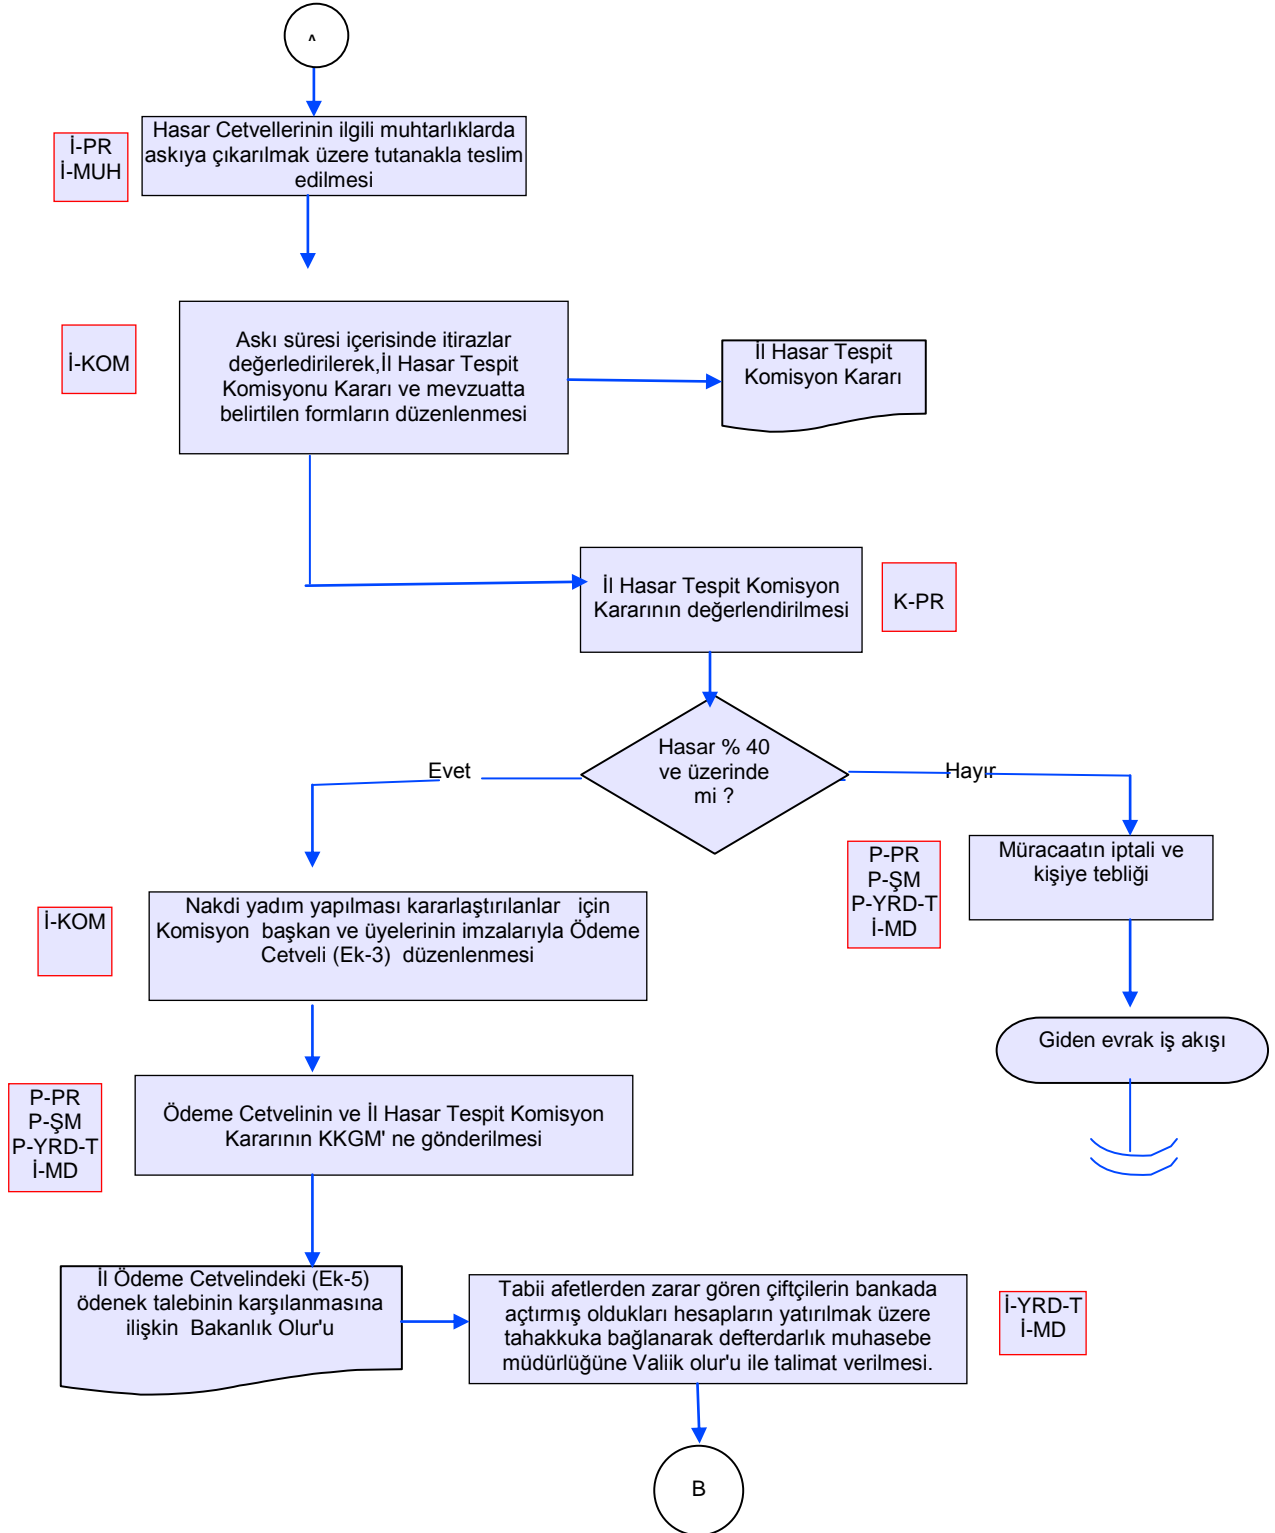 A
Hasar Cetvellerinin ilgili muhtarlıklarda
askıya çıkarılmak üzere tutanakla teslim
edilmesi
İ-PR
İ-MUH
İ-KOM
Askı süresi içerisinde itirazlar
değerledirilerek,İl Hasar Tespit
Komisyonu Kararı ve mevzuatta
belirtilen formların düzenlenmesi
İl Hasar Tespit
Komisyon Kararı
İl Hasar Tespit Komisyon
Kararının değerlendirilmesi
K-PR
Hasar % 40
ve üzerinde
mi ?
Evet
Hayır
P-PR
P-ŞM
P-YRD-T
İ-MD
Müracaatın iptali ve
kişiye tebliği
İ-KOM
Nakdi yadım yapılması kararlaştırılanlar için
Komisyon başkan ve üyelerinin imzalarıyla Ödeme
Cetveli (Ek-3) düzenlenmesi
Giden evrak iş akışı
P-PR
P-ŞM
P-YRD-T
İ-MD
Ödeme Cetvelinin ve İl Hasar Tespit Komisyon
Kararının KKGM' ne gönderilmesi
İl Ödeme Cetvelindeki (Ek-5)
ödenek talebinin karşılanmasına
ilişkin Bakanlık Olur'u
Tabii afetlerden zarar gören çiftçilerin bankada
açtırmış oldukları hesapların yatırılmak üzere
tahakkuka bağlanarak defterdarlık muhasebe
müdürlüğüne Valiik olur'u ile talimat verilmesi.
İ-YRD-T
İ-MD
B